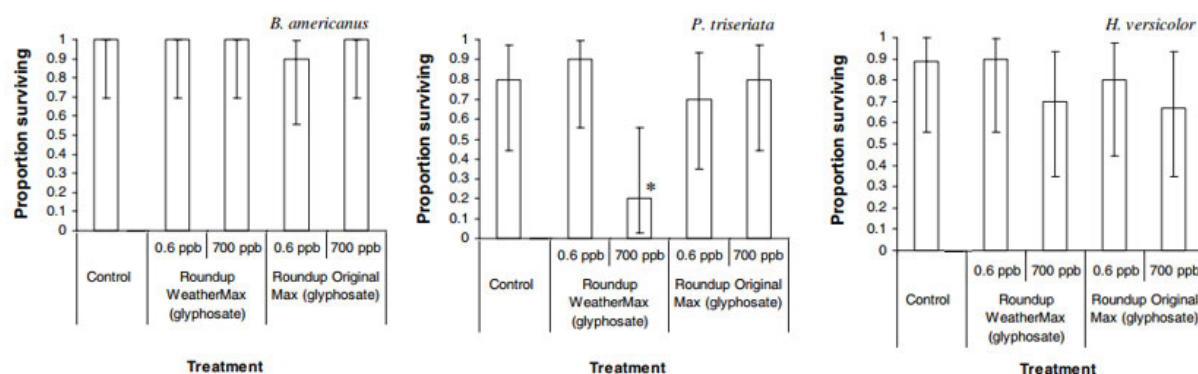 B. americanus
1
0.9
0.8
0.7
0.6
0.5
0.4
0.3
0.2
0.1
0
Proportion surviving
0.6 ppb 700 ppb 0.6 ppb 700 ppb
Control Roundup Roundup Original
WeatherMax Max (glyphosate)
(glyphosate)
Treatment
P. triseriata
1
0.9
0.8
0.7
0.6
0.5
0.4
0.3
0.2
0.1
0
Proportion surviving
*
0.6 ppb 700 ppb 0.6 ppb 700 ppb
Control Roundup Roundup Original
WeatherMax Max (glyphosate)
(glyphosate)
Treatment
H. versicolor
1
0.9
0.8
0.7
0.6
0.5
0.4
0.3
0.2
0.1
0
Proportion surviving
0.6 ppb 700 ppb 0.6 ppb 700 ppb
Control Roundup Roundup Original
WeatherMax Max (glyphosate)
(glyphosate)
Treatment